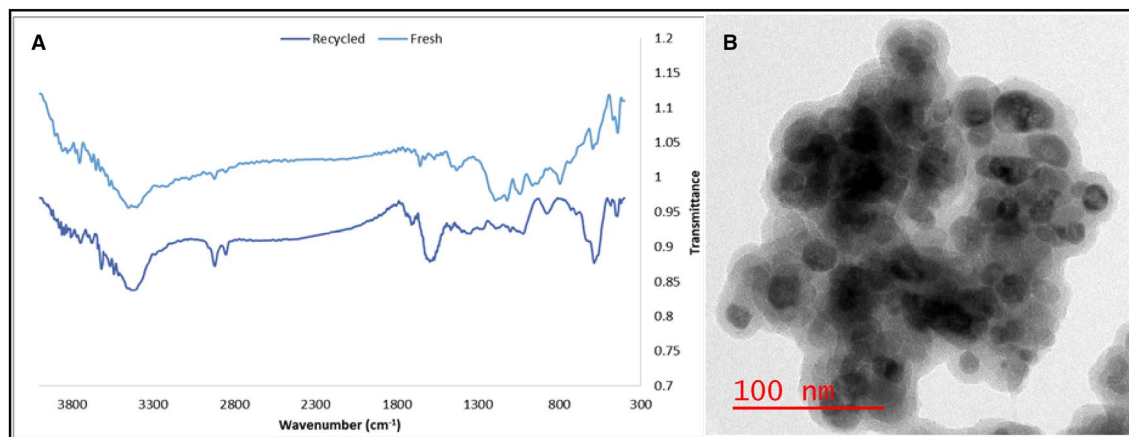 A
Recycled Fresh
1.2
1.15
1.1
1.05
1
0.95
0.9
0.85
0.8
0.75
0.7
Transmittance
3800 3300 2800 2300 1800 1300 800 300
Wavenumber (cm⁻¹)
B
100 nm